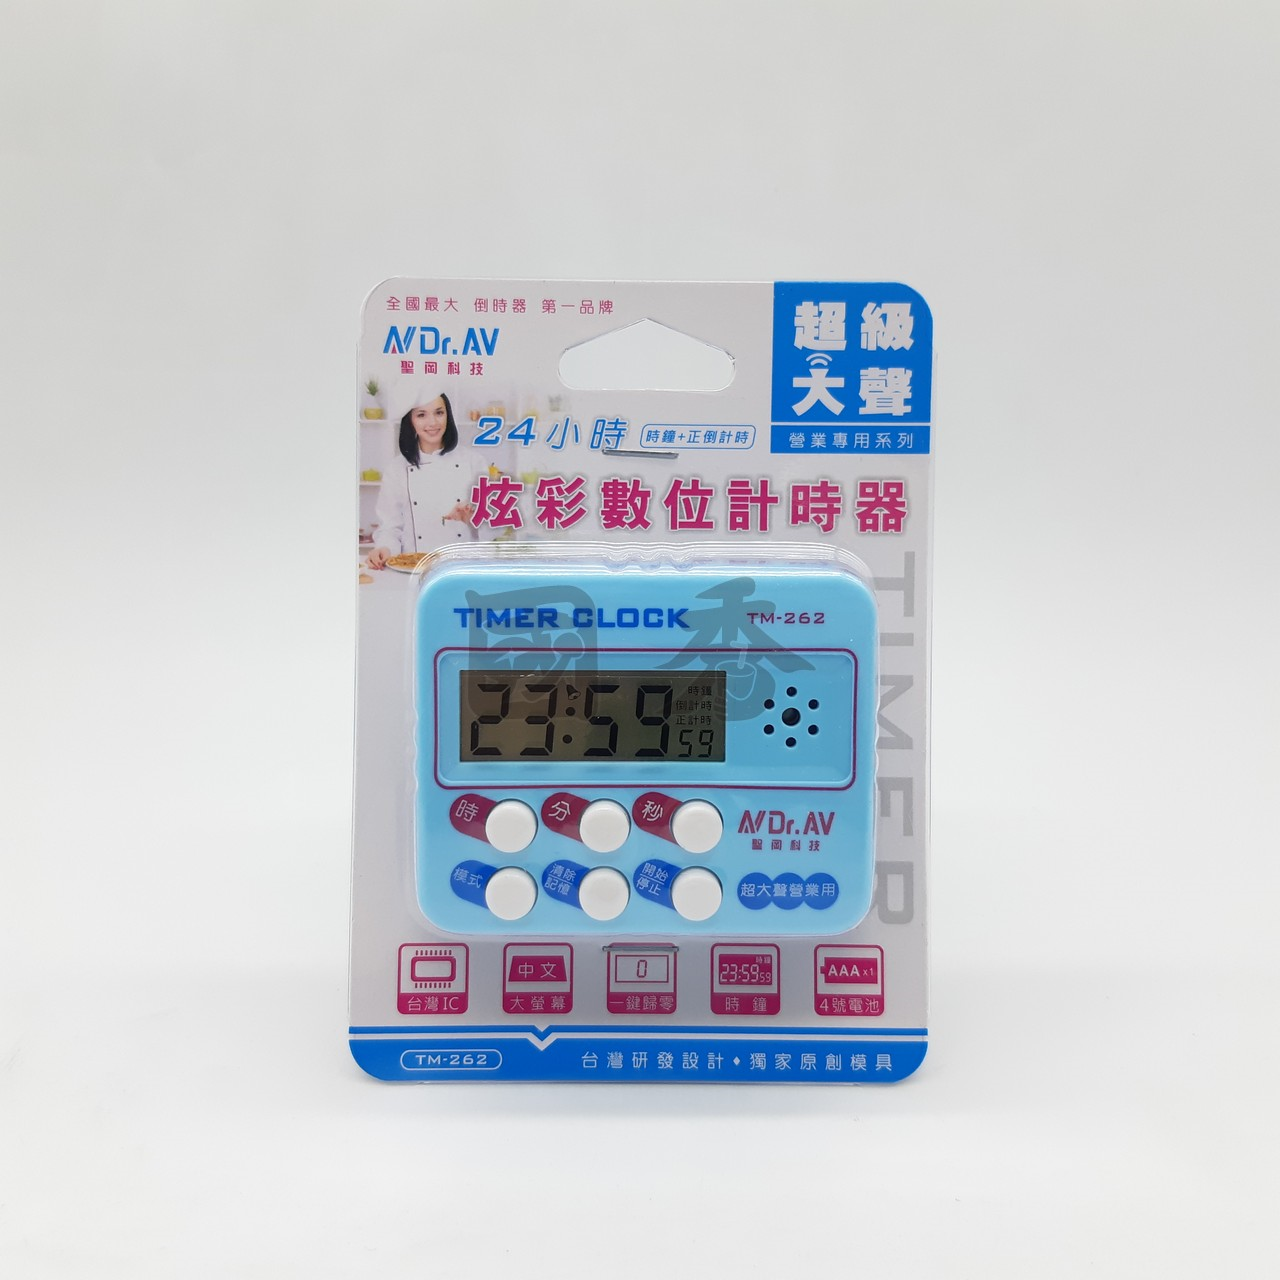 全國最大 倒時器 第一品牌
Dr.AV
聖岡科技
超級
大聲
營業專用系列
24小時 時鐘+正倒計時
炫彩數位計時器
TIMER
國香
TIMER CLOCK TM-262
23:59 59
時鐘
倒計時
正計時
時 分 秒
Dr.AV
聖岡科技
模式 清除記憶 開始停止
超大聲營業用
中文 0 23:59 59 時鐘 AAA x1
台灣IC 大螢幕 一鍵歸零 時鐘 4號電池
TM-262 台灣研發設計・獨家原創模具